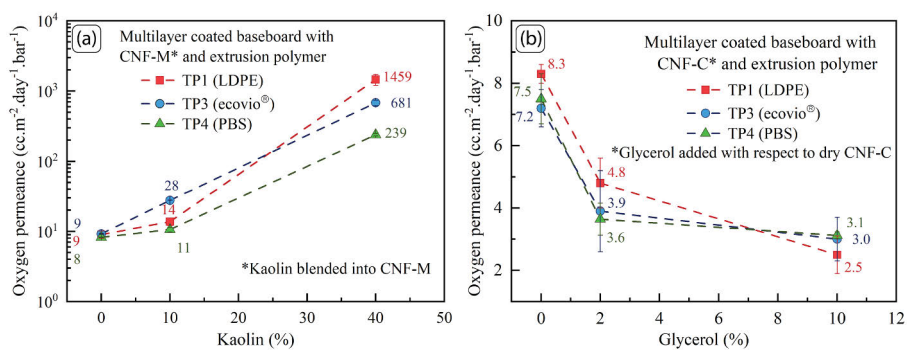 (a)
Multilayer coated baseboard with
CNF-M* and extrusion polymer
TP1 (LDPE)
TP3 (ecovio®)
TP4 (PBS)
1459
681
239
28
14
11
9
9
8
*Kaolin blended into CNF-M
Oxygen permeance (cc.m⁻².day⁻¹.bar⁻¹)
10⁴
10³
10²
10¹
10⁰
0 10 20 30 40 50
Kaolin (%)
(b)
Multilayer coated baseboard with
CNF-C* and extrusion polymer
TP1 (LDPE)
TP3 (ecovio®)
TP4 (PBS)
*Glycerol added with respect to dry CNF-C
8.3
7.5
7.2
4.8
3.9
3.6
3.1
3.0
2.5
Oxygen permeance (cc.m⁻².day⁻¹.bar⁻¹)
10
8
6
4
2
0 2 4 6 8 10 12
Glycerol (%)